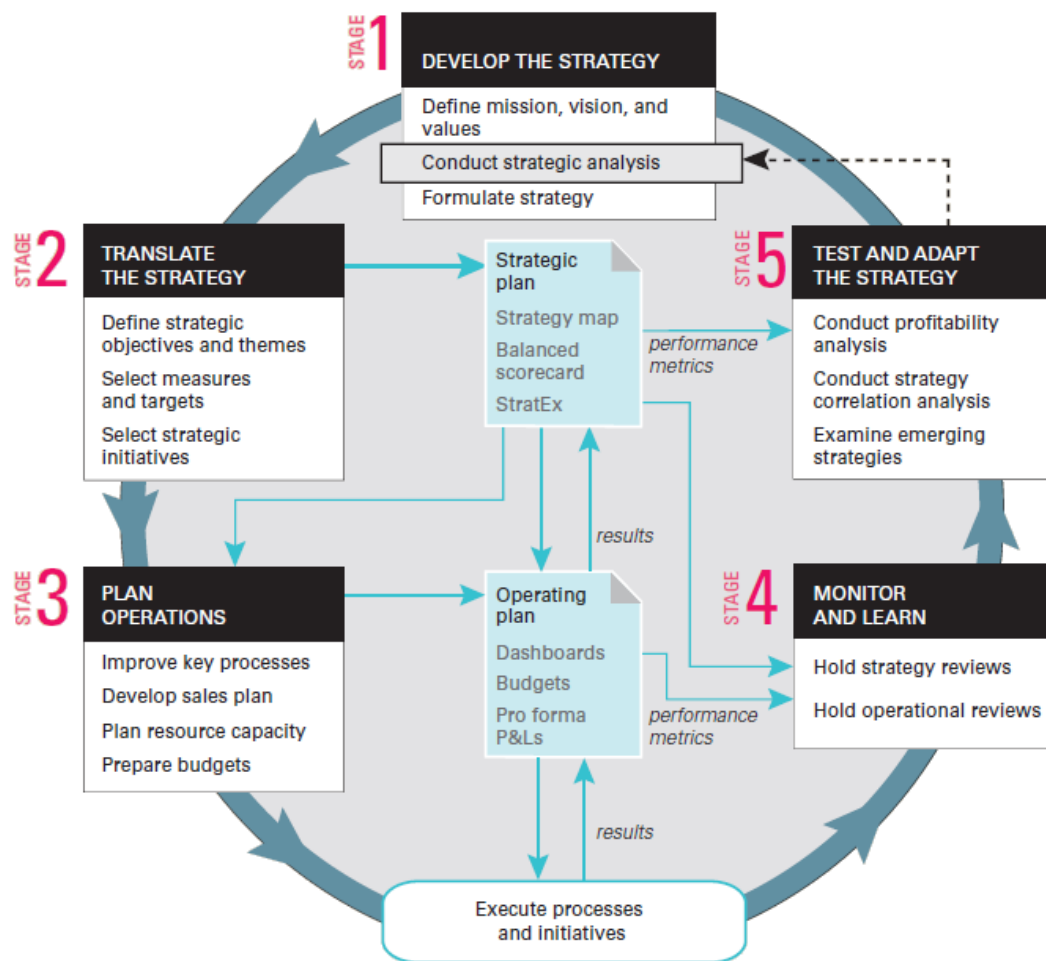 STAGE 1
DEVELOP THE STRATEGY
Define mission, vision, and
values
Conduct strategic analysis
Formulate strategy
STAGE 2
TRANSLATE
THE STRATEGY
Define strategic
objectives and themes
Select measures
and targets
Select strategic
initiatives
Strategic
plan
Strategy map
Balanced
scorecard
StratEx
performance
metrics
STAGE 5
TEST AND ADAPT
THE STRATEGY
Conduct profitability
analysis
Conduct strategy
correlation analysis
Examine emerging
strategies
results
STAGE 3
PLAN
OPERATIONS
Improve key processes
Develop sales plan
Plan resource capacity
Prepare budgets
Operating
plan
Dashboards
Budgets
Pro forma
P&Ls
performance
metrics
STAGE 4
MONITOR
AND LEARN
Hold strategy reviews
Hold operational reviews
results
Execute processes
and initiatives